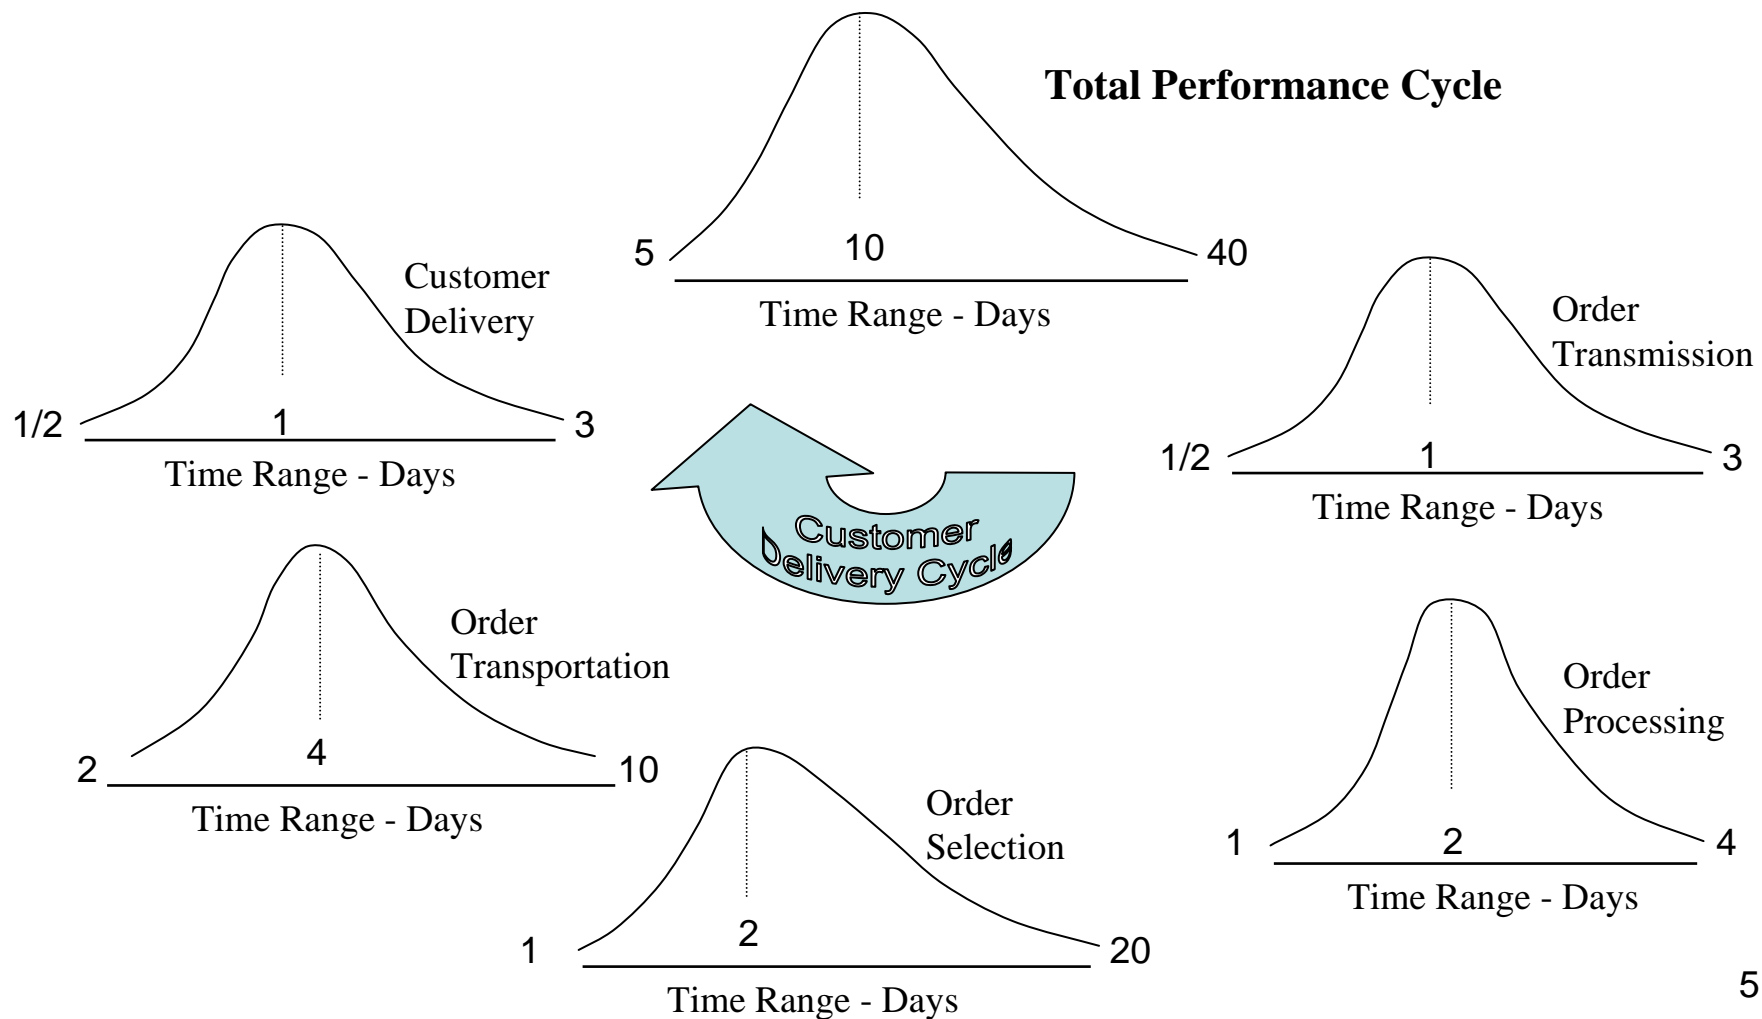 Total Performance Cycle
5
10
40
Time Range - Days
Customer
Delivery
1/2
1
3
Time Range - Days
Order
Transmission
1/2
1
3
Time Range - Days
Customer
Delivery Cycle
Order
Transportation
2
4
10
Time Range - Days
Order
Processing
1
2
4
Time Range - Days
Order
Selection
1
2
20
Time Range - Days
5